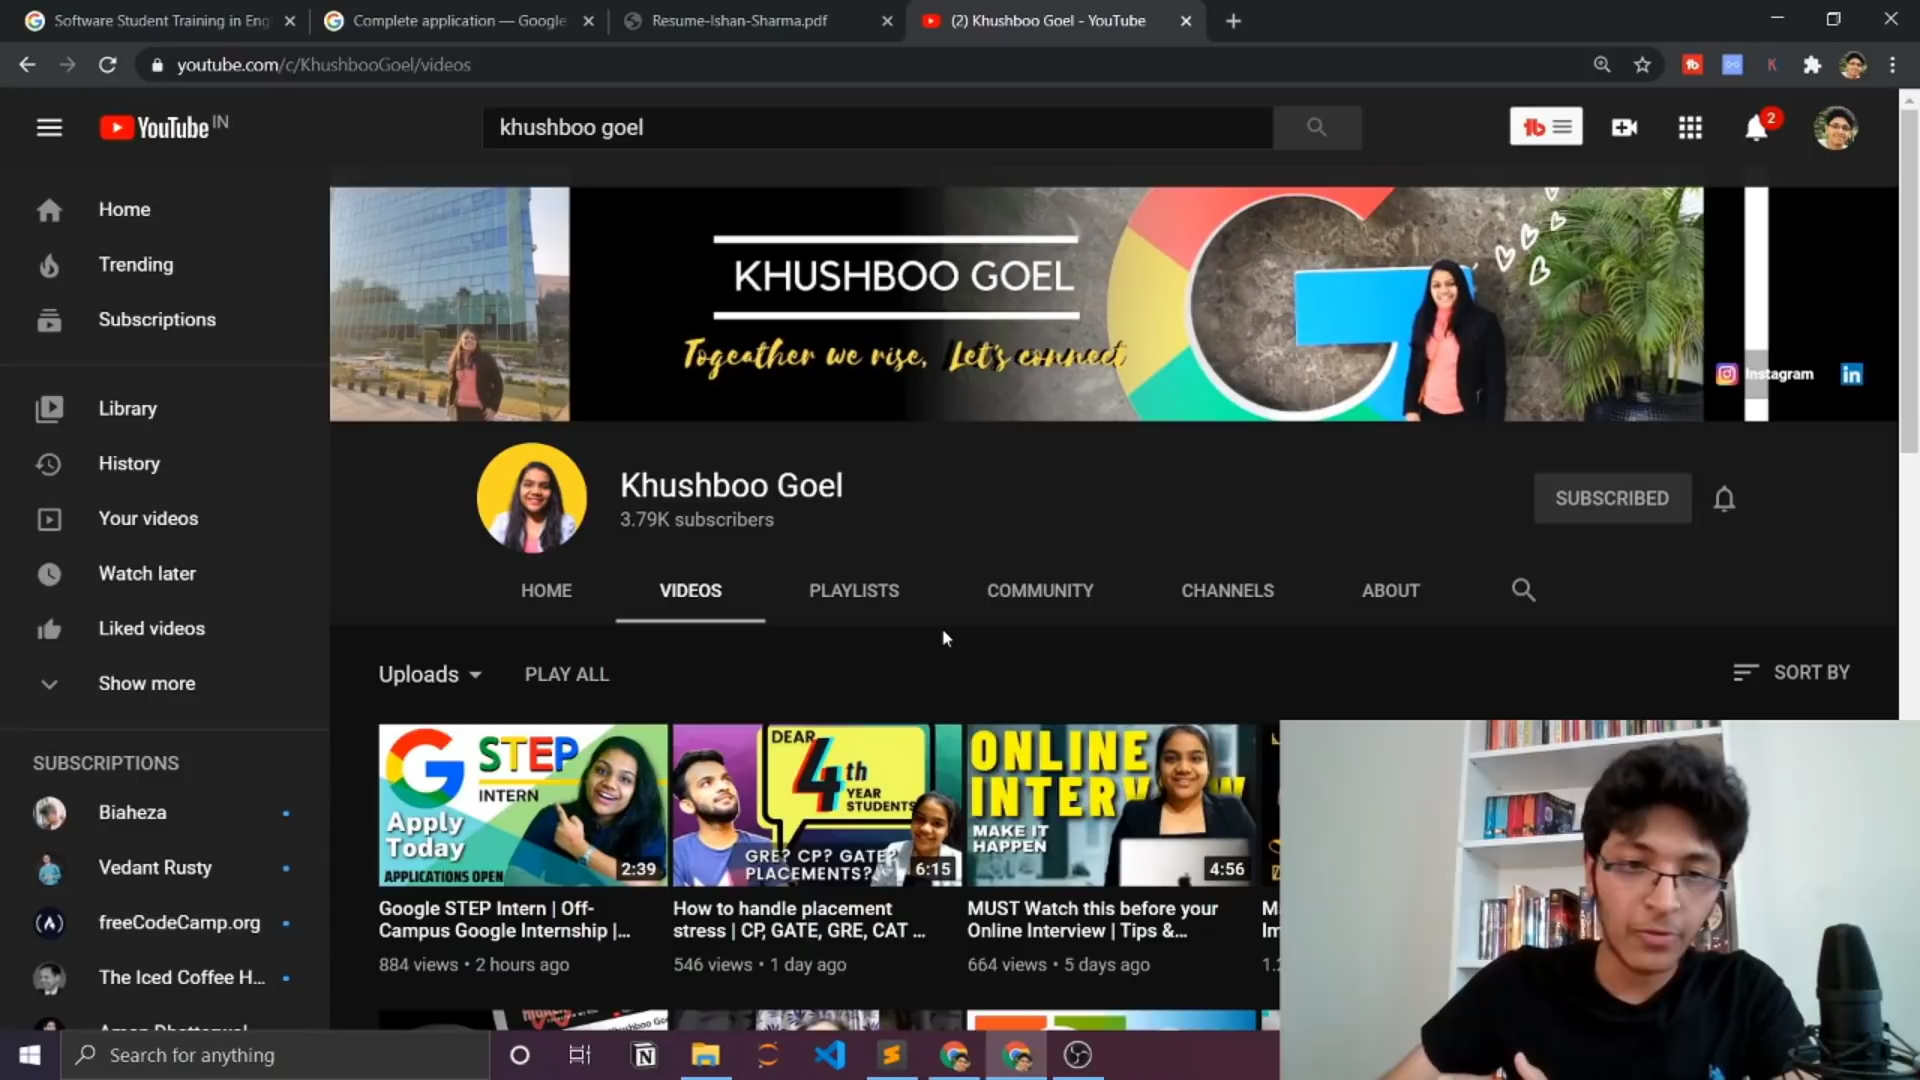 Software Student Training in Eng
Complete application — Google
Resume-Ishan-Sharma.pdf
(2) Khushboo Goel - YouTube
youtube.com/c/KhushbooGoel/videos
YouTube IN
khushboo goel
2
Home
Trending
Subscriptions
Library
History
Your videos
Watch later
Liked videos
Show more
SUBSCRIPTIONS
Biaheza
Vedant Rusty
freeCodeCamp.org
The Iced Coffee H...
KHUSHBOO GOEL
Togeather we rise, Let's connect
Instagram
in
Khushboo Goel
3.79K subscribers
SUBSCRIBED
HOME
VIDEOS
PLAYLISTS
COMMUNITY
CHANNELS
ABOUT
Uploads
PLAY ALL
SORT BY
STEP
INTERN
Apply
Today
APPLICATIONS OPEN
2:39
Google STEP Intern | Off-
Campus Google Internship |...
884 views • 2 hours ago
DEAR
4th
YEAR
STUDENTS
GRE? CP? GATE?
PLACEMENTS?
6:15
How to handle placement
stress | CP, GATE, GRE, CAT ...
546 views • 1 day ago
ONLINE
INTERVIEW
MAKE IT
HAPPEN
4:56
MUST Watch this before your
Online Interview | Tips &...
664 views • 5 days ago
Search for anything